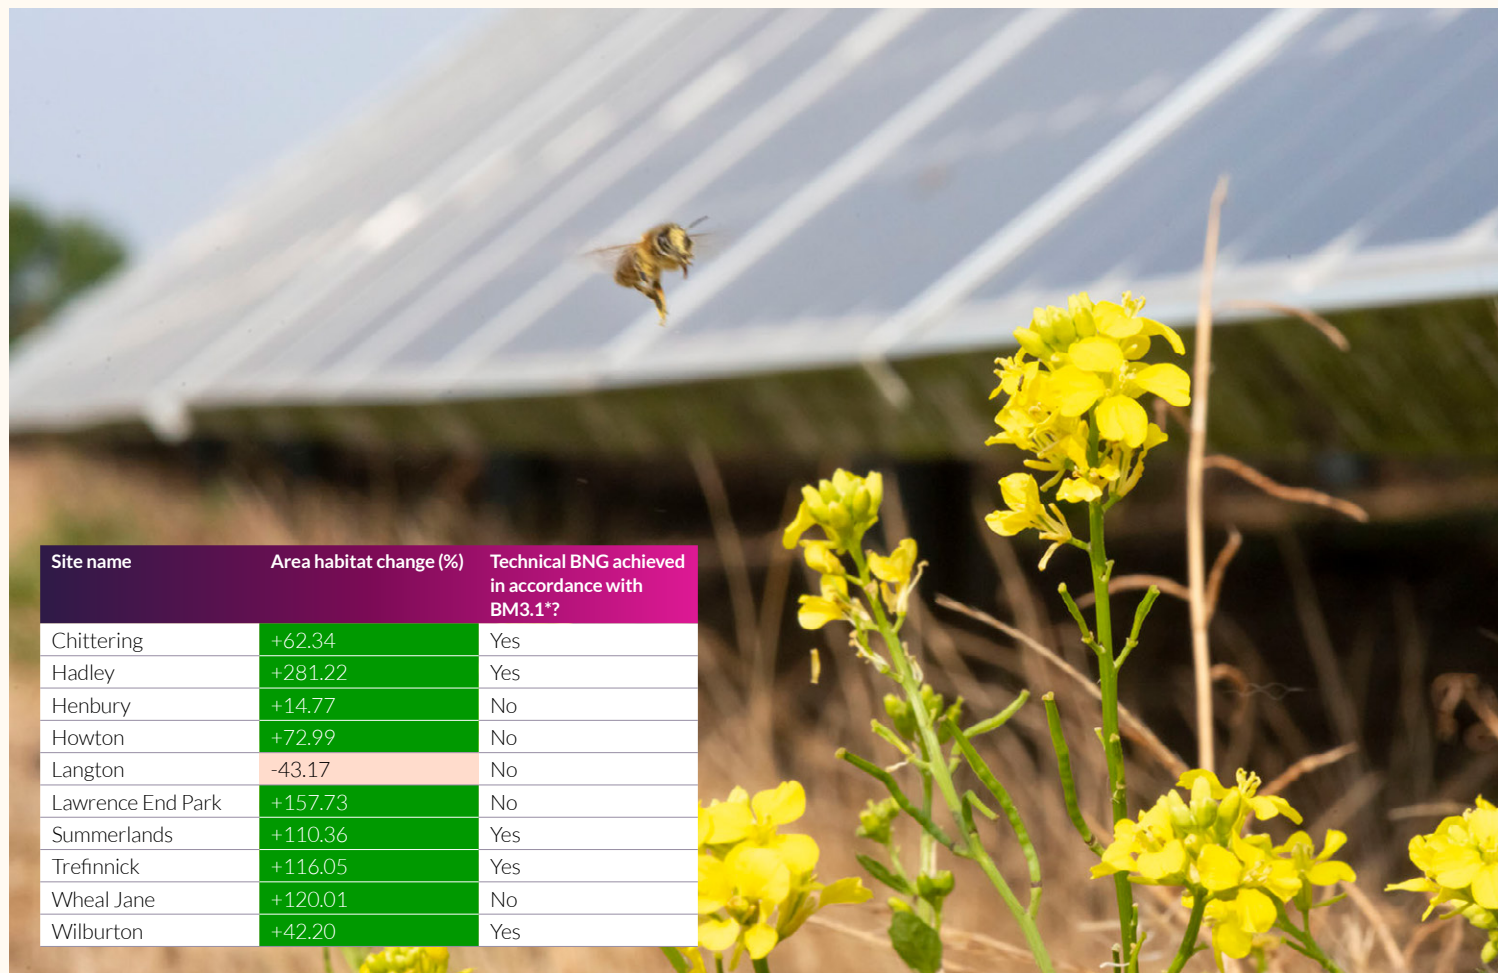 Site name Area habitat change (%) Technical BNG achieved
in accordance with
BM3.1*?
Chittering +62.34 Yes
Hadley +281.22 Yes
Henbury +14.77 No
Howton +72.99 No
Langton -43.17 No
Lawrence End Park +157.73 No
Summerlands +110.36 Yes
Trefinnick +116.05 Yes
Wheal Jane +120.01 No
Wilburton +42.20 Yes